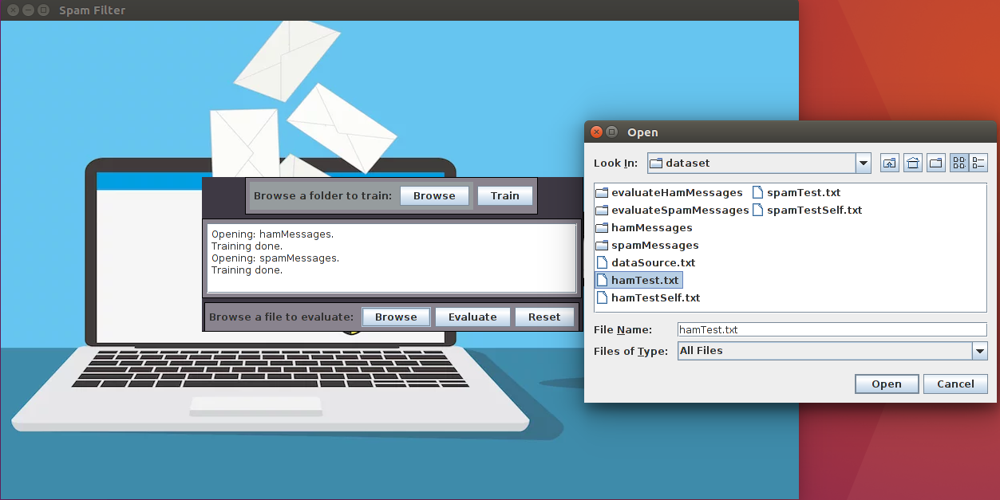 Spam Filter
Browse a folder to train: Browse Train
Opening: hamMessages.
Training done.
Opening: spamMessages.
Training done.
Browse a file to evaluate: Browse Evaluate Reset
Open
Look In: dataset
evaluateHamMessages spamTest.txt
evaluateSpamMessages spamTestSelf.txt
hamMessages
spamMessages
dataSource.txt
hamTest.txt
hamTestSelf.txt
File Name: hamTest.txt
Files of Type: All Files
Open Cancel